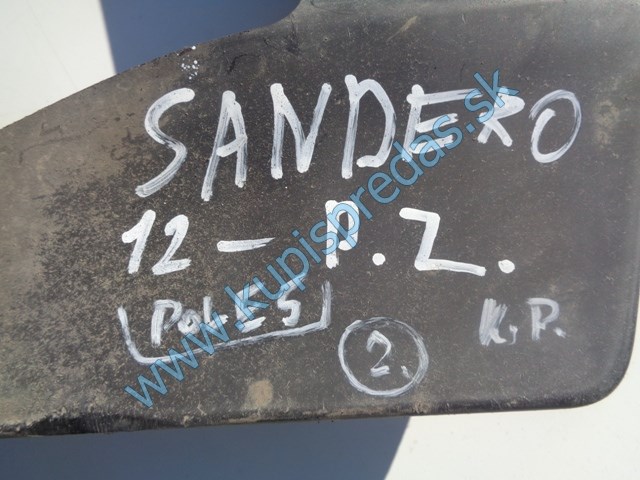 SANDERO
12 - P.Z.
POLES
2.
K.P.
www.kupispredas.sk